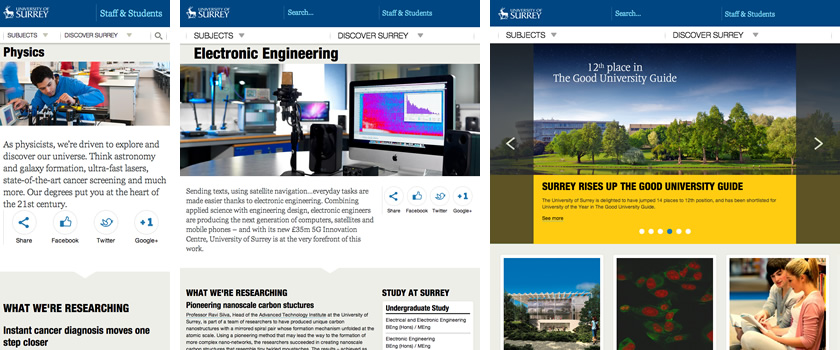 UNIVERSITY OF
SURREY
Staff & Students
SUBJECTS
DISCOVER SURREY
Physics
As physicists, we're driven to explore and
discover our universe. Think astronomy
and galaxy formation, ultra-fast lasers,
state-of-the-art cancer screening and much
more. Our degrees put you at the heart of
the 21st century.
Share
Facebook
Twitter
+1
Google+
WHAT WE'RE RESEARCHING
Instant cancer diagnosis moves one
step closer
UNIVERSITY OF
SURREY
Search...
Staff & Students
SUBJECTS
DISCOVER SURREY
Electronic Engineering
Sending texts, using satellite navigation...everyday tasks are
made easier thanks to electronic engineering. Combining
applied science with engineering design, electronic engineers
are producing the next generation of computers, satellites and
mobile phones – and with its new £35m 5G Innovation
Centre, University of Surrey is at the very forefront of this
work.
Share
Facebook
Twitter
+1
Google+
WHAT WE'RE RESEARCHING
Pioneering nanoscale carbon stuctures
Professor Ravi Silva, Head of the Advanced Technology Institute at the University of
Surrey, is part of a team of researchers to have produced unique carbon
nanostructures with a mirrored spiral pair whose formation mechanism unfolded at the
atomic scale. Using a pioneering method that may lead the way to the formation of
more complex nano-networks, the researchers succeeded in creating nanoscale
carbon structures that resemble tiny twisted moustaches. The results – achieved as
STUDY AT SURREY
Undergraduate Study
Electrical and Electronic Engineering
BEng (Hons) / MEng
Electronic Engineering
BEng (Hons) / MEng
UNIVERSITY OF
SURREY
Search...
Staff & Students
SUBJECTS
DISCOVER SURREY
12th place in
The Good University Guide
SURREY RISES UP THE GOOD UNIVERSITY GUIDE
The University of Surrey is delighted to have jumped 14 places to 12th position, and has been shortlisted for
University of the Year in The Good University Guide.
See more